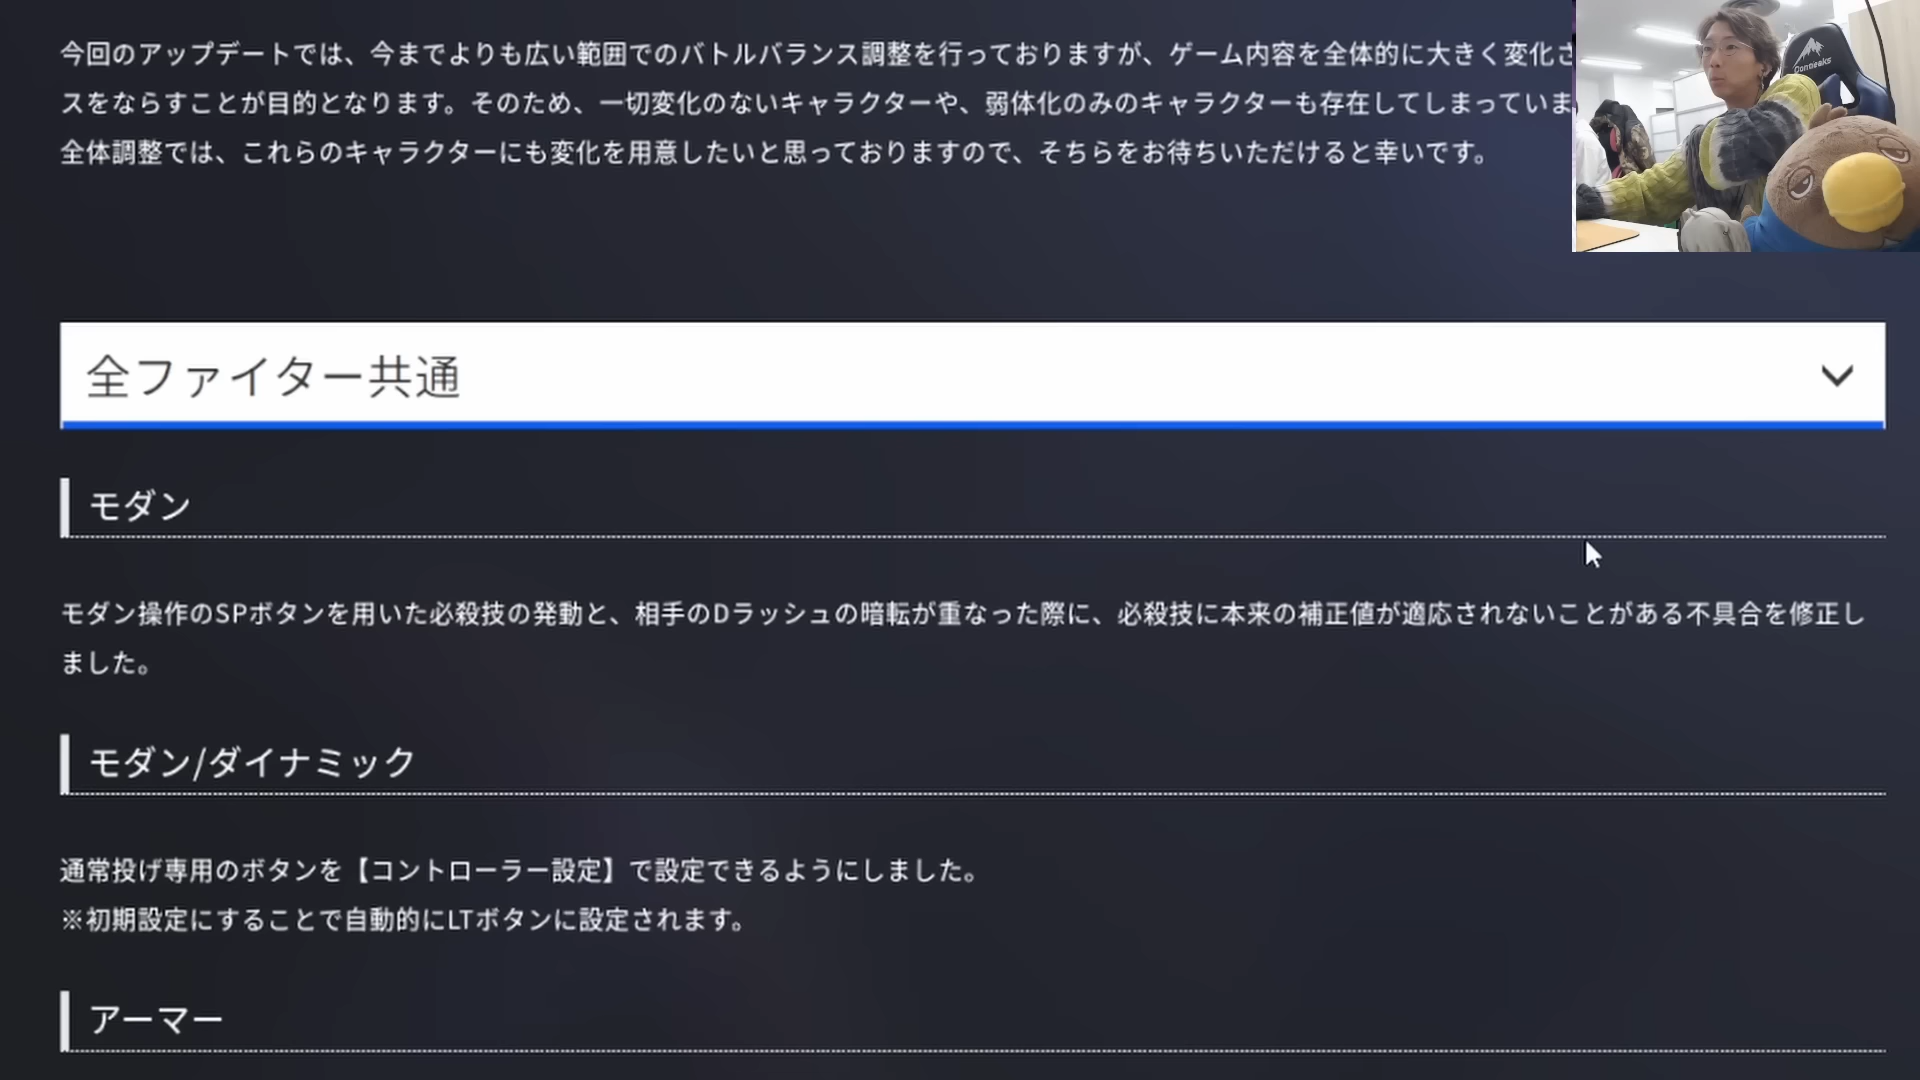 今回のアップデートでは、今までよりも広い範囲でのバトルバランス調整を行っておりますが、ゲーム内容を全体的に大きく変化さ
スをならすことが目的となります。そのため、一切変化のないキャラクターや、弱体化のみのキャラクターも存在してしまっていま
全体調整では、これらのキャラクターにも変化を用意したいと思っておりますので、そちらをお待ちいただけると幸いです。
全ファイター共通
モダン
モダン操作のSPボタンを用いた必殺技の発動と、相手のDラッシュの暗転が重なった際に、必殺技に本来の補正値が適応されないことがある不具合を修正し
ました。
モダン/ダイナミック
通常投げ専用のボタンを【コントローラー設定】で設定できるようにしました。
※初期設定にすることで自動的にLTボタンに設定されます。
アーマー